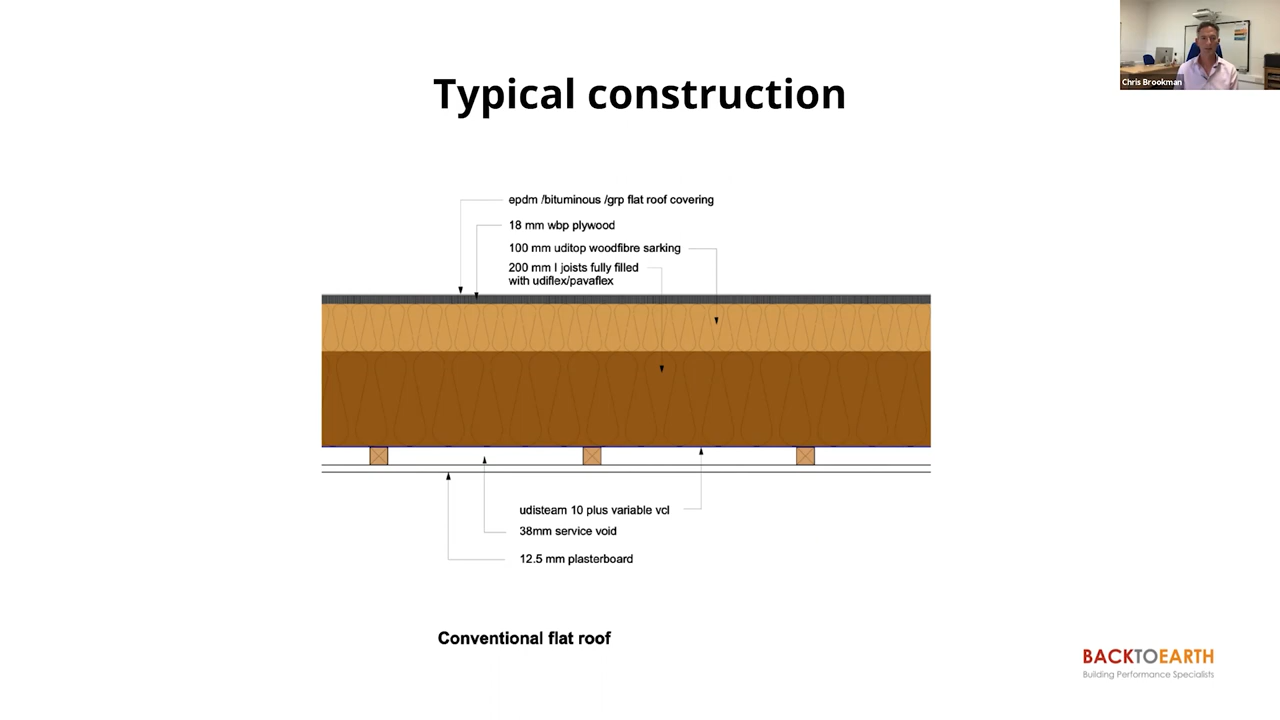 Chris Brookman
Typical construction
epdm /bituminous /grp flat roof covering
18 mm wbp plywood
100 mm uditop woodfibre sarking
200 mm I joists fully filled
with udiflex/pavaflex
udisteam 10 plus variable vcl
38mm service void
12.5 mm plasterboard
Conventional flat roof
BACKTOEARTH
Building Performance Specialists